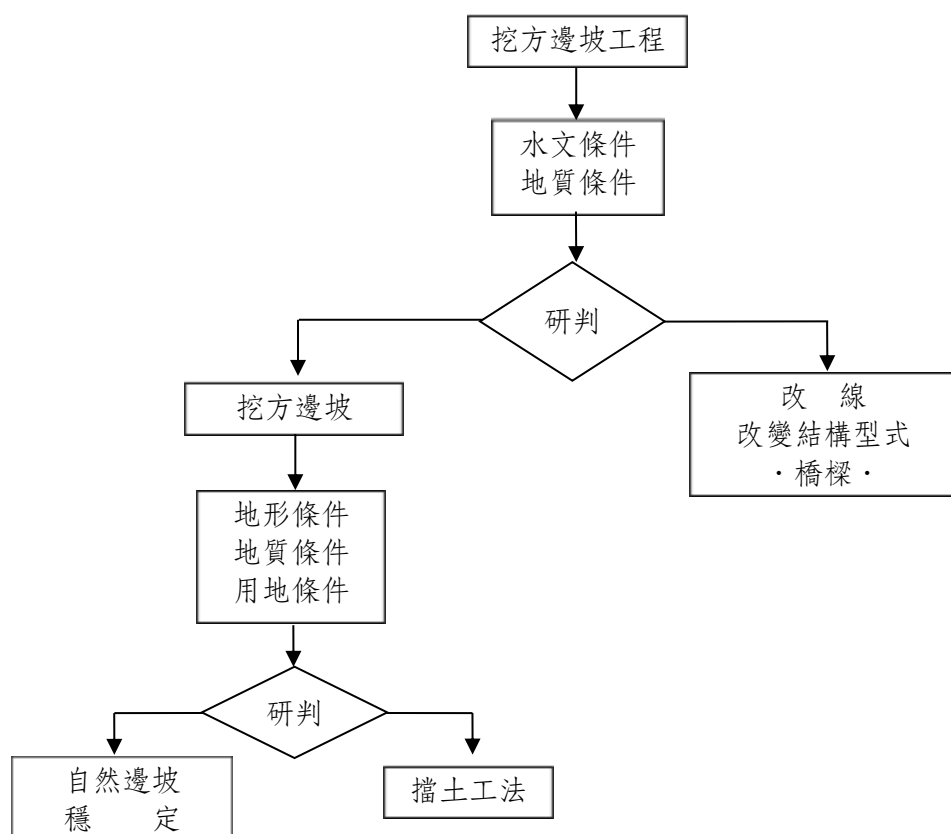 挖方邊坡工程
水文條件
地質條件
研判
挖方邊坡
改　線
改變結構型式
·橋樑·
地形條件
地質條件
用地條件
研判
自然邊坡
穩　　定
擋土工法